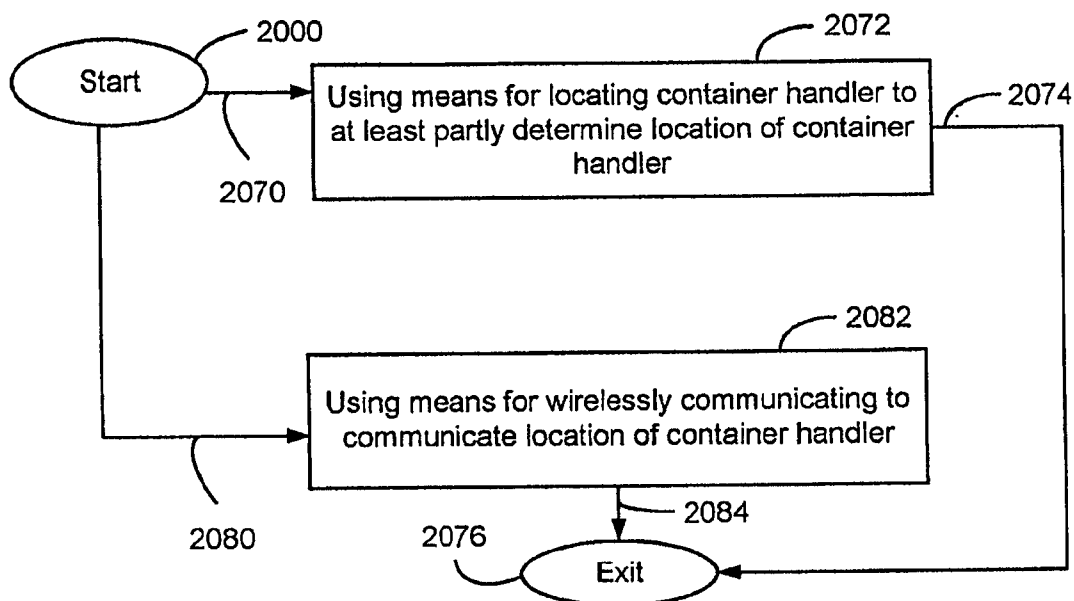 2000
Start
2072
Using means for locating container handler to
at least partly determine location of container
handler
2074
2070
2082
Using means for wirelessly communicating to
communicate location of container handler
2080
2084
2076
Exit